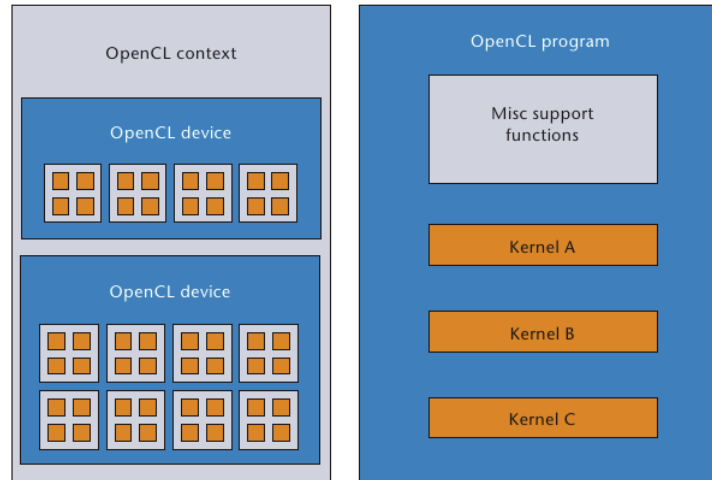 OpenCL context
OpenCL device
OpenCL device
OpenCL program
Misc support
functions
Kernel A
Kernel B
Kernel C